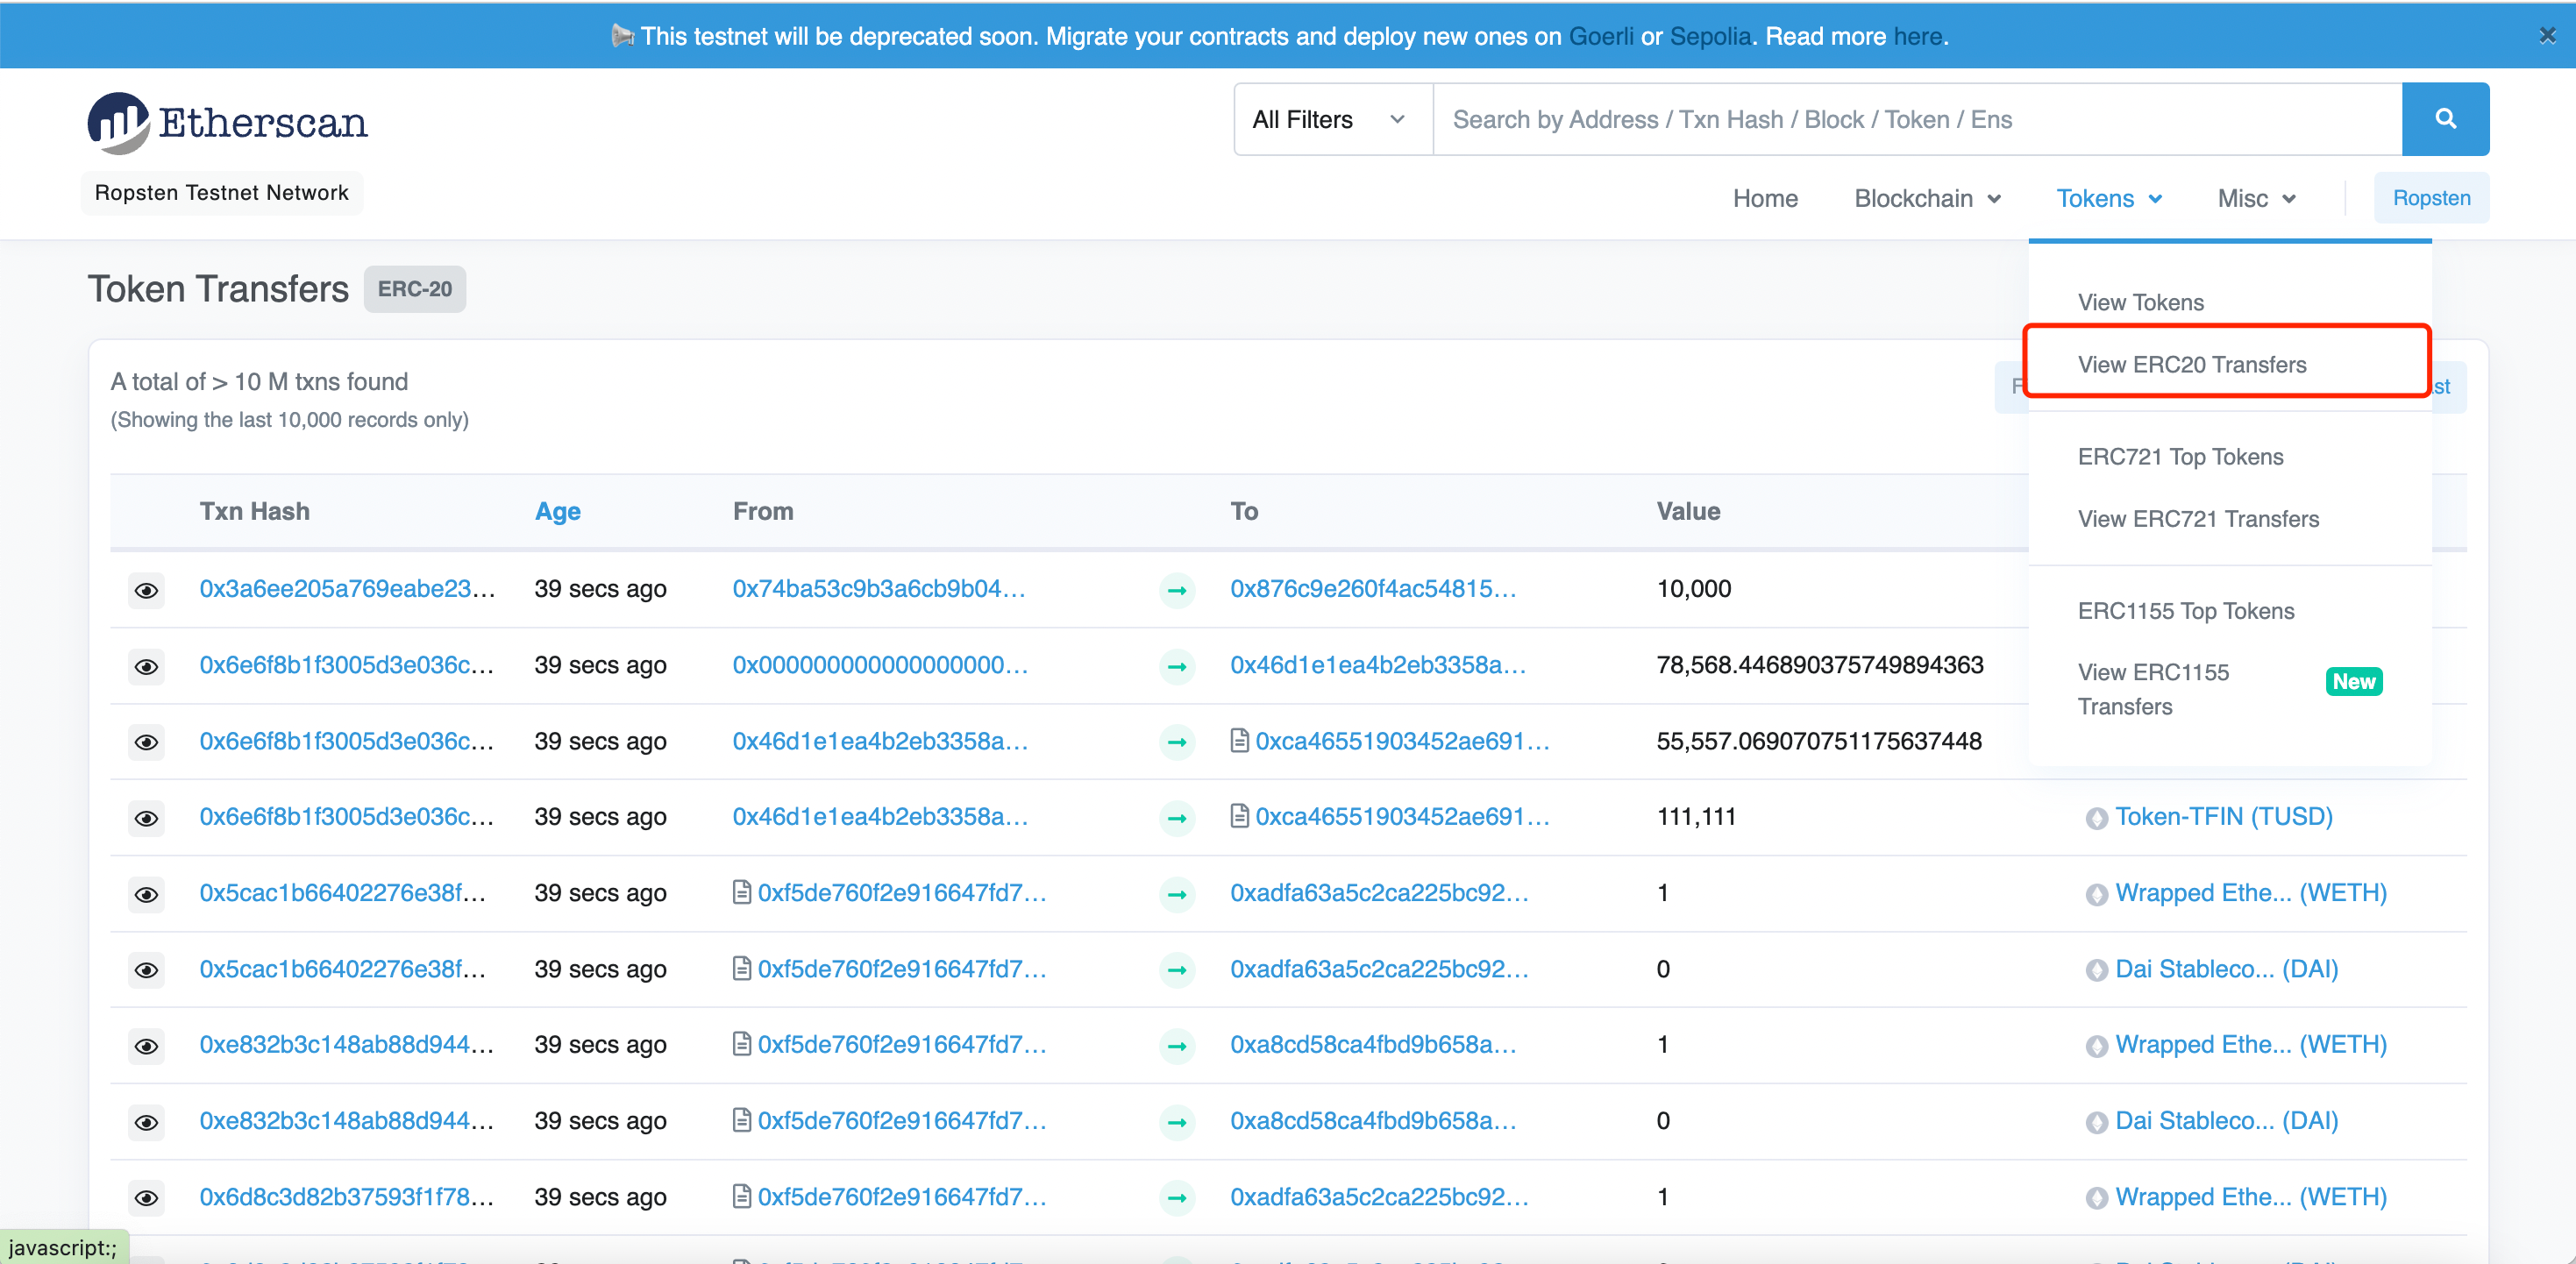 This testnet will be deprecated soon. Migrate your contracts and deploy new ones on Goerli or Sepolia. Read more here.
Etherscan
All Filters
Search by Address / Txn Hash / Block / Token / Ens
Ropsten Testnet Network
Home Blockchain Tokens Misc Ropsten
Token Transfers ERC-20
View Tokens
View ERC20 Transfers
ERC721 Top Tokens
View ERC721 Transfers
ERC1155 Top Tokens
View ERC1155 Transfers New
A total of > 10 M txns found
(Showing the last 10,000 records only)
Txn Hash Age From To Value
0x3a6ee205a769eabe23... 39 secs ago 0x74ba53c9b3a6cb9b04... 0x876c9e260f4ac54815... 10,000
0x6e6f8b1f3005d3e036c... 39 secs ago 0x000000000000000000... 0x46d1e1ea4b2eb3358a... 78,568.446890375749894363
0x6e6f8b1f3005d3e036c... 39 secs ago 0x46d1e1ea4b2eb3358a... 0xca46551903452ae691... 55,557.069070751175637448
0x6e6f8b1f3005d3e036c... 39 secs ago 0x46d1e1ea4b2eb3358a... 0xca46551903452ae691... 111,111 Token-TFIN (TUSD)
0x5cac1b66402276e38f... 39 secs ago 0xf5de760f2e916647fd7... 0xadfa63a5c2ca225bc92... 1 Wrapped Ethe... (WETH)
0x5cac1b66402276e38f... 39 secs ago 0xf5de760f2e916647fd7... 0xadfa63a5c2ca225bc92... 0 Dai Stableco... (DAI)
0xe832b3c148ab88d944... 39 secs ago 0xf5de760f2e916647fd7... 0xa8cd58ca4fbd9b658a... 1 Wrapped Ethe... (WETH)
0xe832b3c148ab88d944... 39 secs ago 0xf5de760f2e916647fd7... 0xa8cd58ca4fbd9b658a... 0 Dai Stableco... (DAI)
0x6d8c3d82b37593f1f78... 39 secs ago 0xf5de760f2e916647fd7... 0xadfa63a5c2ca225bc92... 1 Wrapped Ethe... (WETH)
javascript:;